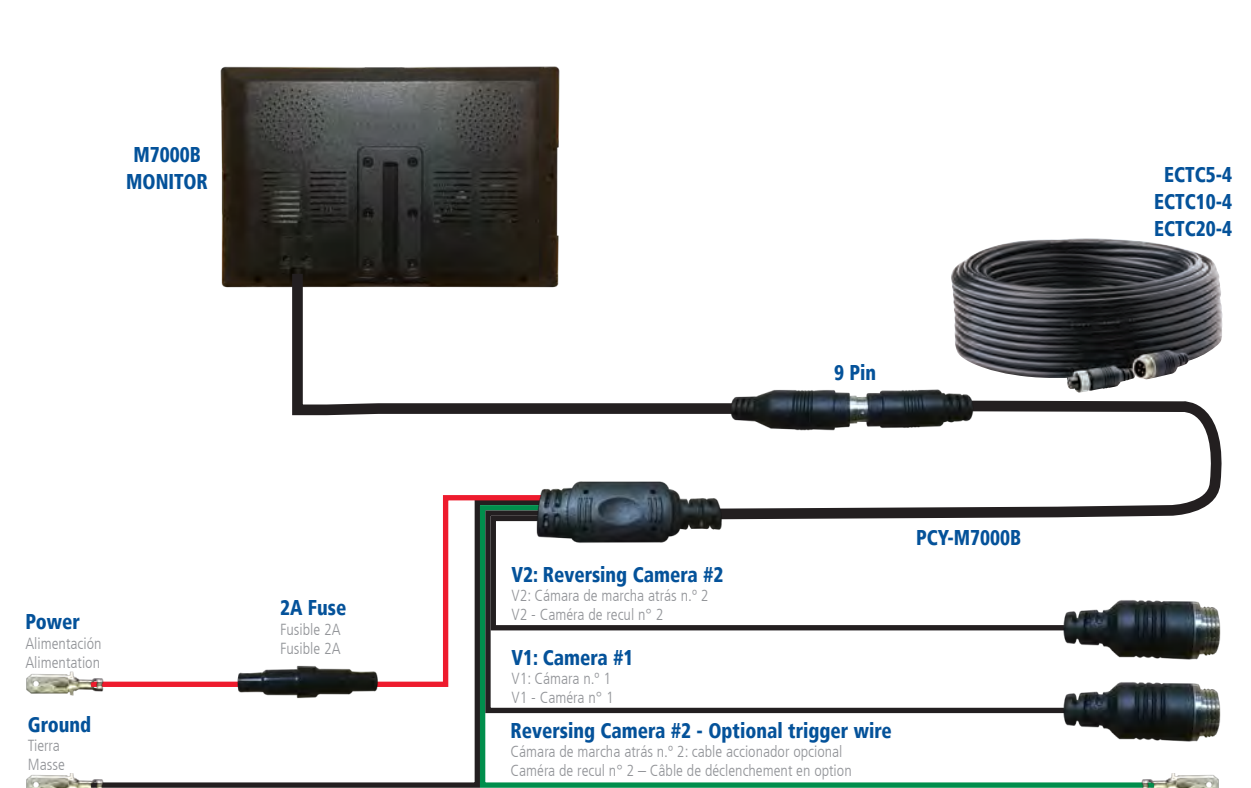 M7000B
MONITOR
ECTC5-4
ECTC10-4
ECTC20-4
9 Pin
PCY-M7000B
V2: Reversing Camera #2
V2: Cámara de marcha atrás n.º 2
V2 - Caméra de recul n° 2
2A Fuse
Fusible 2A
Fusible 2A
Power
Alimentación
Alimentation
V1: Camera #1
V1: Cámara n.º 1
V1 - Caméra n° 1
Ground
Tierra
Masse
Reversing Camera #2 - Optional trigger wire
Cámara de marcha atrás n.º 2: cable accionador opcional
Caméra de recul n° 2 – Câble de déclenchement en option